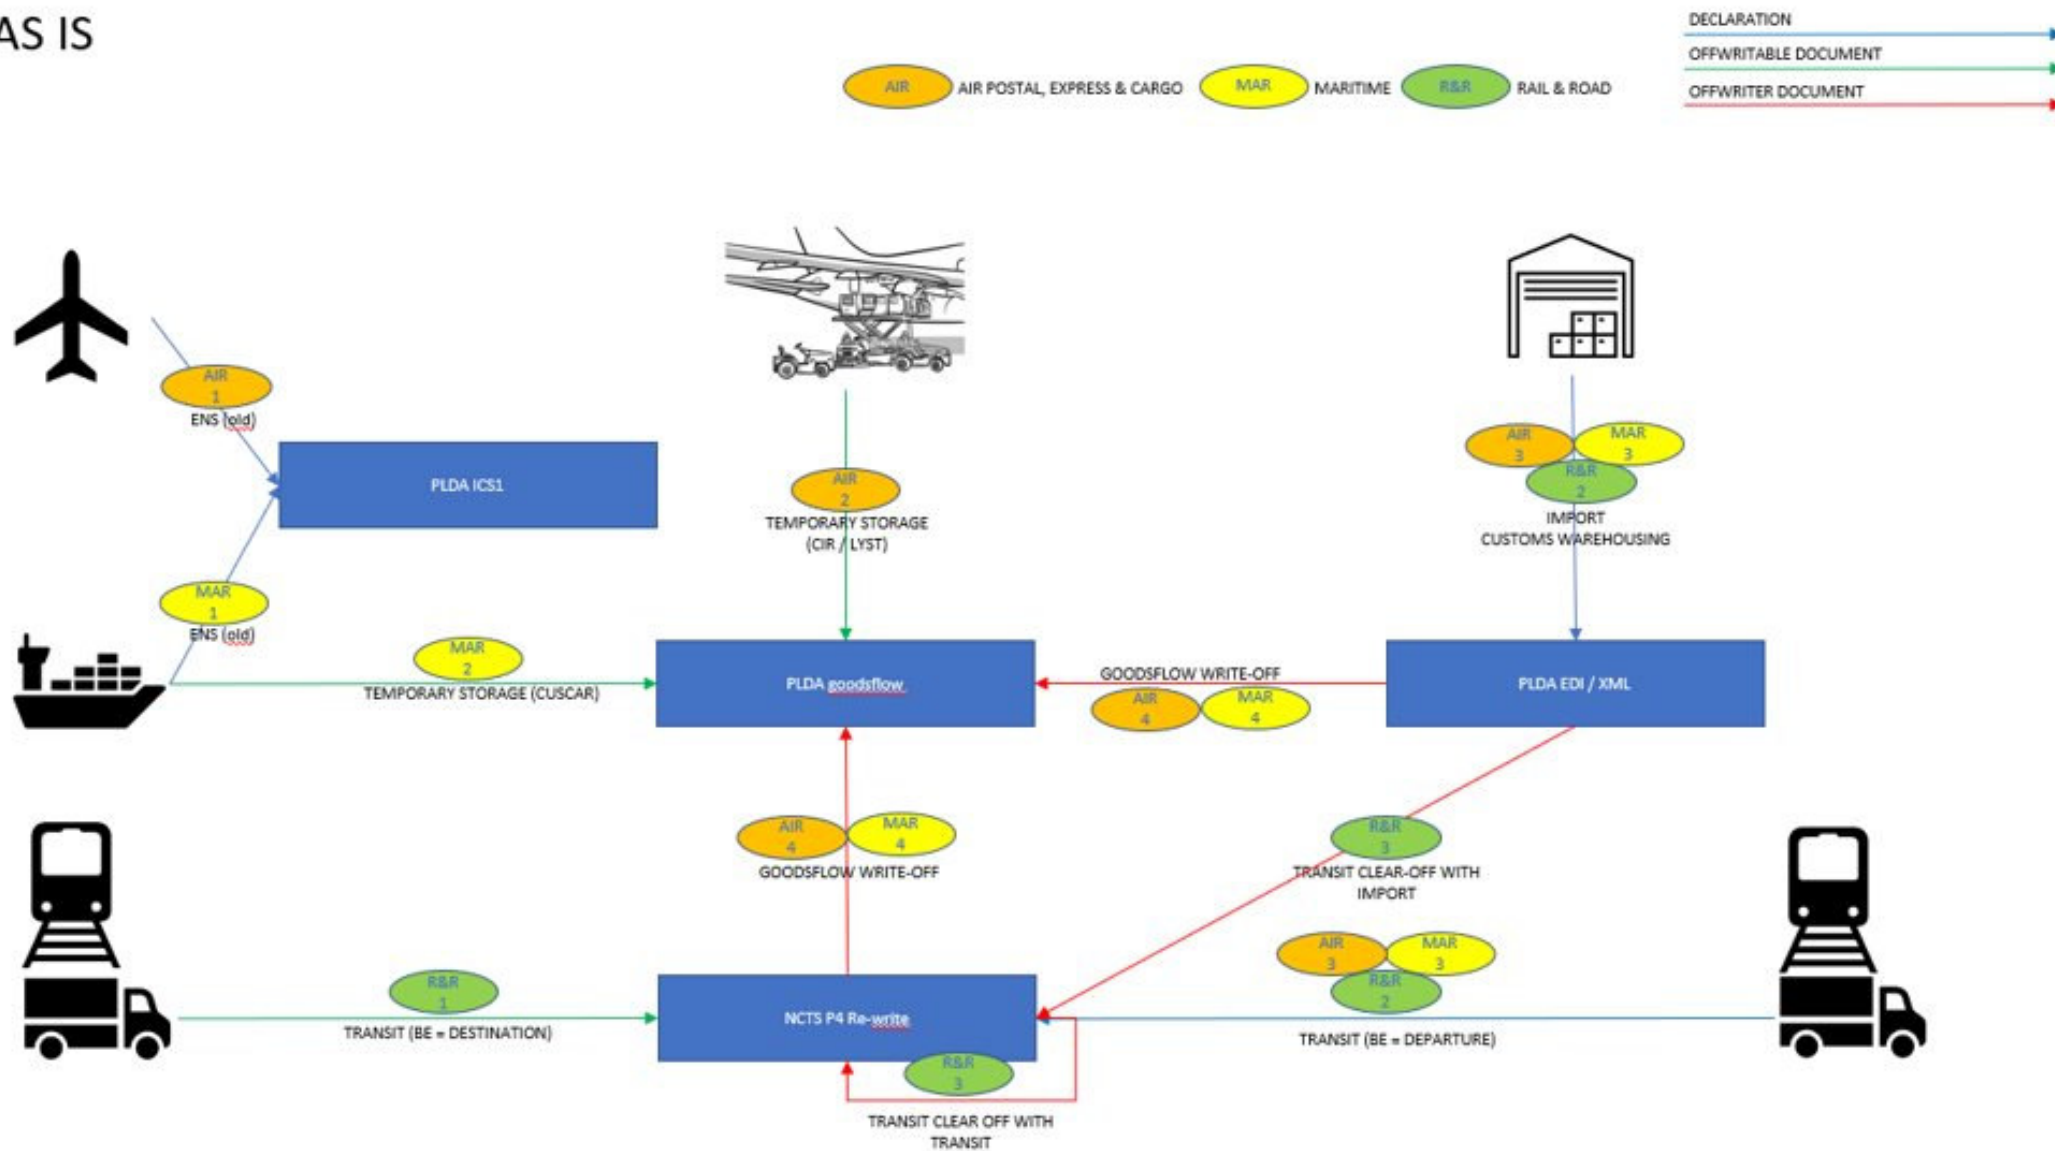 AS IS
DECLARATION
OFFWRITABLE DOCUMENT
OFFWRITER DOCUMENT
AIR
AIR POSTAL, EXPRESS & CARGO
MAR
MARITIME
R&R
RAIL & ROAD
AIR
1
ENS (old)
PLDA ICS1
AIR
2
TEMPORARY STORAGE
(CIR / LYST)
AIR
3
MAR
3
R&R
2
IMPORT
CUSTOMS WAREHOUSING
MAR
1
ENS (old)
MAR
2
TEMPORARY STORAGE (CUSCAR)
PLDA goodsflow
GOODSFLOW WRITE-OFF
AIR
4
MAR
4
PLDA EDI / XML
AIR
4
MAR
4
GOODSFLOW WRITE-OFF
R&R
3
TRANSIT CLEAR-OFF WITH
IMPORT
R&R
1
TRANSIT (BE = DESTINATION)
NCTS P4 Re-write
AIR
3
MAR
3
R&R
2
TRANSIT (BE = DEPARTURE)
R&R
3
TRANSIT CLEAR OFF WITH
TRANSIT